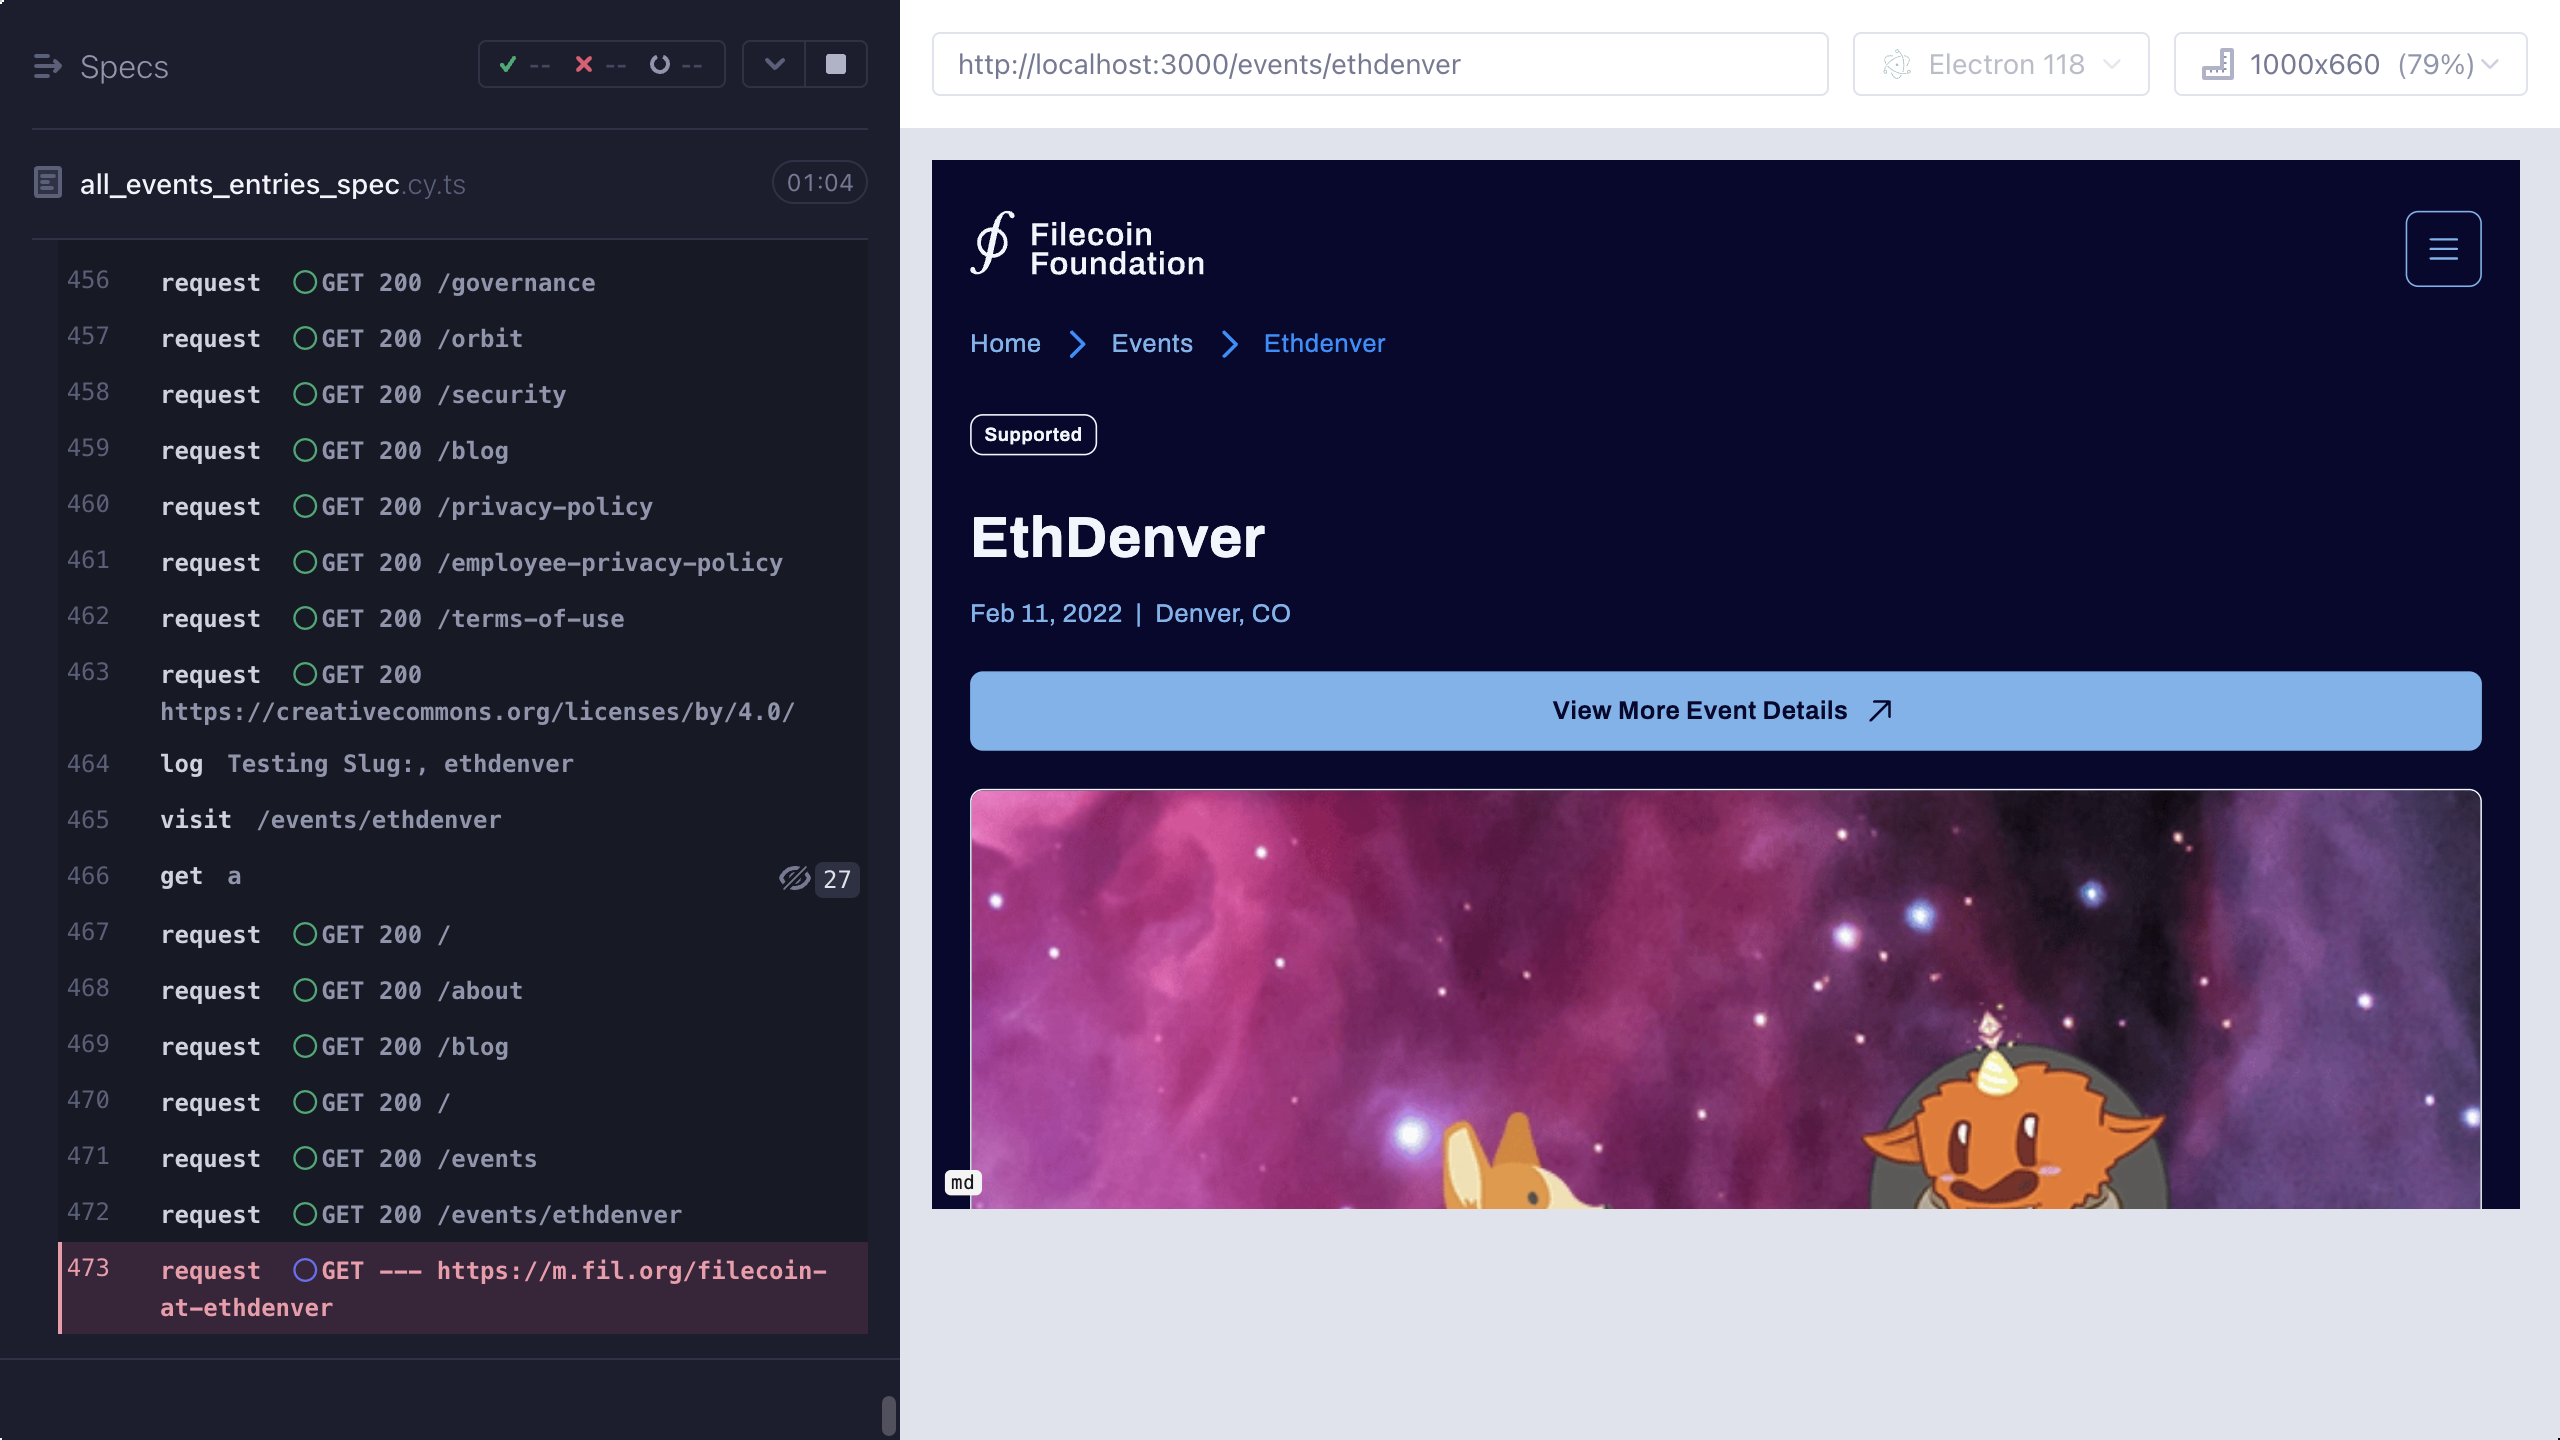 Specs
-- -- --
all_events_entries_spec.cy.ts 01:04
456 request GET 200 /governance
457 request GET 200 /orbit
458 request GET 200 /security
459 request GET 200 /blog
460 request GET 200 /privacy-policy
461 request GET 200 /employee-privacy-policy
462 request GET 200 /terms-of-use
463 request GET 200
https://creativecommons.org/licenses/by/4.0/
464 log Testing Slug:, ethdenver
465 visit /events/ethdenver
466 get a 27
467 request GET 200 /
468 request GET 200 /about
469 request GET 200 /blog
470 request GET 200 /
471 request GET 200 /events
472 request GET 200 /events/ethdenver
473 request GET --- https://m.fil.org/filecoin-
at-ethdenver
http://localhost:3000/events/ethdenver
Electron 118
1000x660 (79%)
Filecoin
Foundation
Home Events Ethdenver
Supported
EthDenver
Feb 11, 2022 | Denver, CO
View More Event Details
md